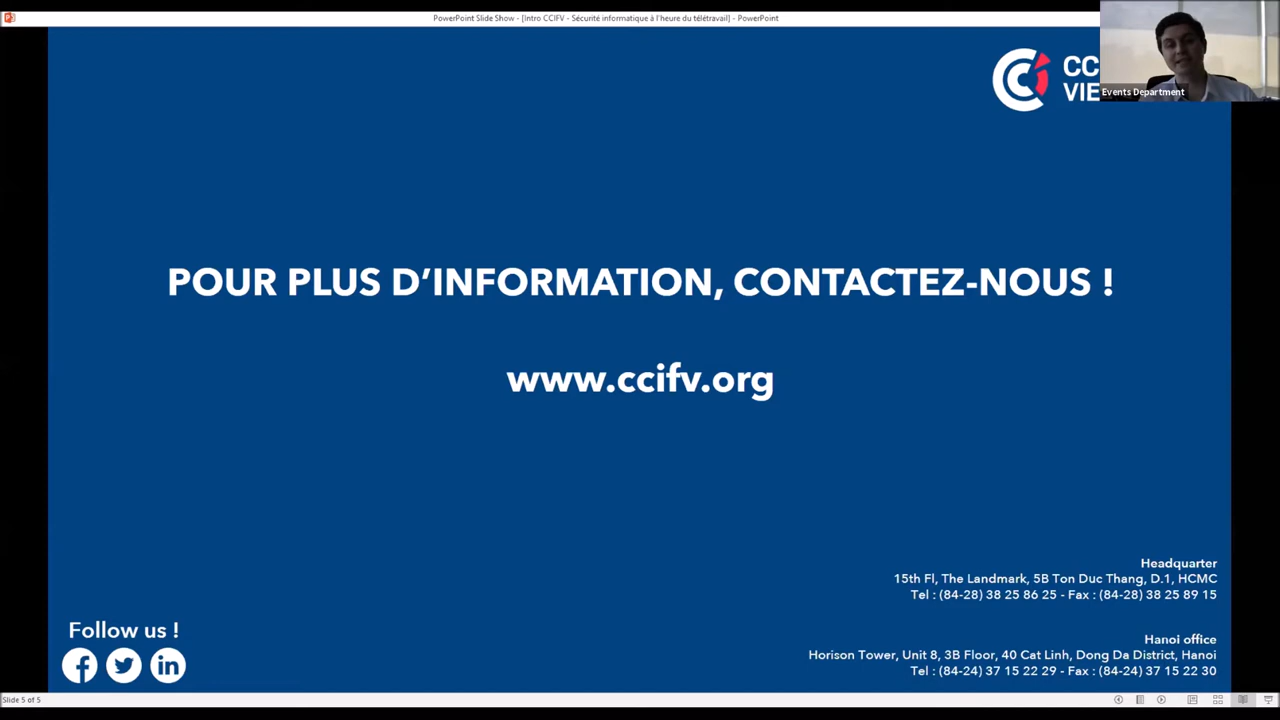 PowerPoint Slide Show - [Intro CCIFV - Sécurité informatique à l'heure du télétravail] - PowerPoint
CC
VIE
Events Department
POUR PLUS D’INFORMATION, CONTACTEZ-NOUS !
www.ccifv.org
Headquarter
15th Fl, The Landmark, 5B Ton Duc Thang, D.1, HCMC
Tel : (84-28) 38 25 86 25 - Fax : (84-28) 38 25 89 15
Follow us !
Hanoi office
Horison Tower, Unit 8, 3B Floor, 40 Cat Linh, Dong Da District, Hanoi
Tel : (84-24) 37 15 22 29 - Fax : (84-24) 37 15 22 30
Slide 5 of 5